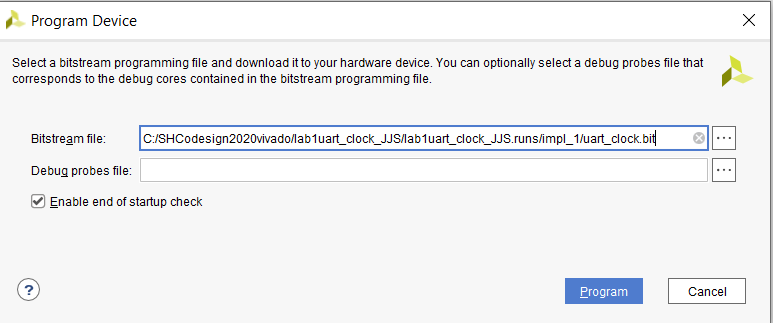 Program Device
Select a bitstream programming file and download it to your hardware device. You can optionally select a debug probes file that
corresponds to the debug cores contained in the bitstream programming file.
Bitstream file: C:/SHCodesign2020vivado/lab1uart_clock_JJS/lab1uart_clock_JJS.runs/impl_1/uart_clock.bit ...
Debug probes file: ...
Enable end of startup check
? Program Cancel